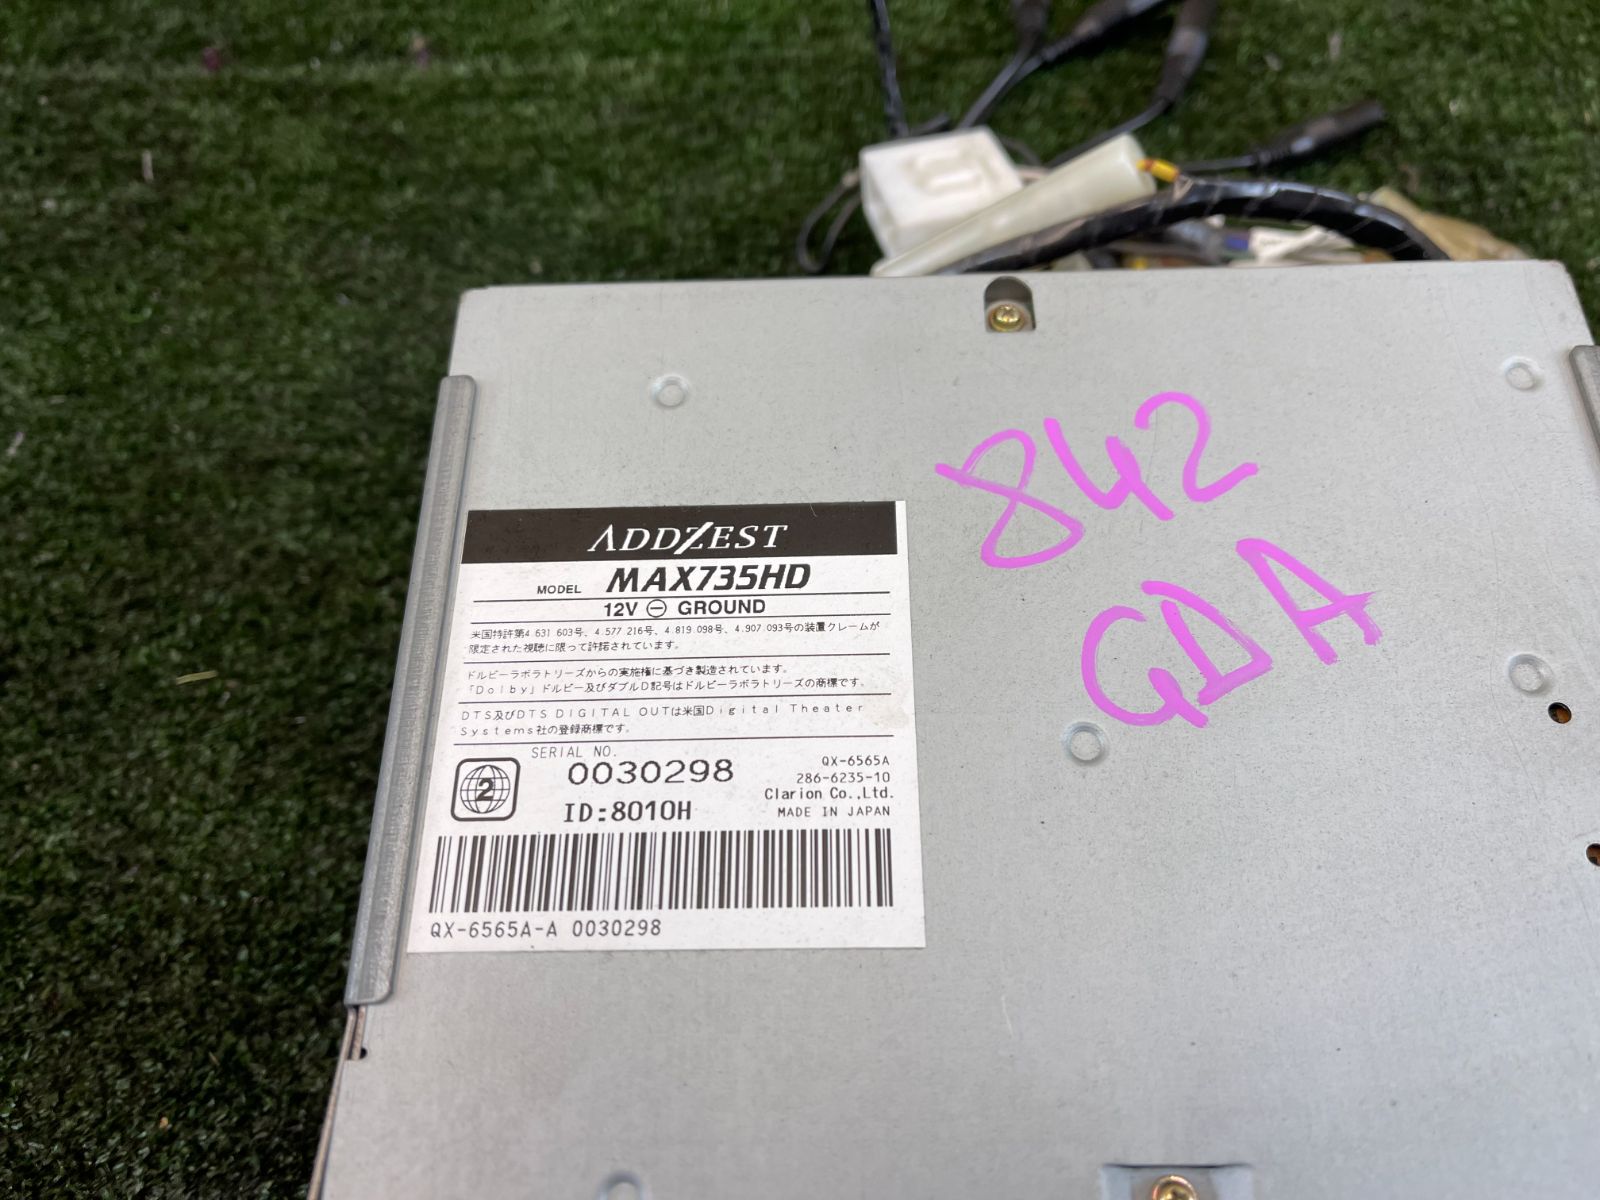 842
GDA
ADDZEST
MODEL MAX735HD
12V ⊖ GROUND
米国特許第4.631 603号、4.577 216号、4.819 098号、4.907 093号の装置クレームが
限定された視聴に限って許諾されています。
ドルビーラボラトリーズからの実施権に基づき製造されています。
「Dolby」ドルビー及びダブルD記号はドルビーラボラトリーズの商標です。
DTS及びDTS DIGITAL OUTは米国Digital Theater
Systems社の登録商標です。
SERIAL NO.
0030298
QX-6565A
286-6235-10
2
ID:8010H
Clarion Co.,Ltd.
MADE IN JAPAN
QX-6565A-A 0030298